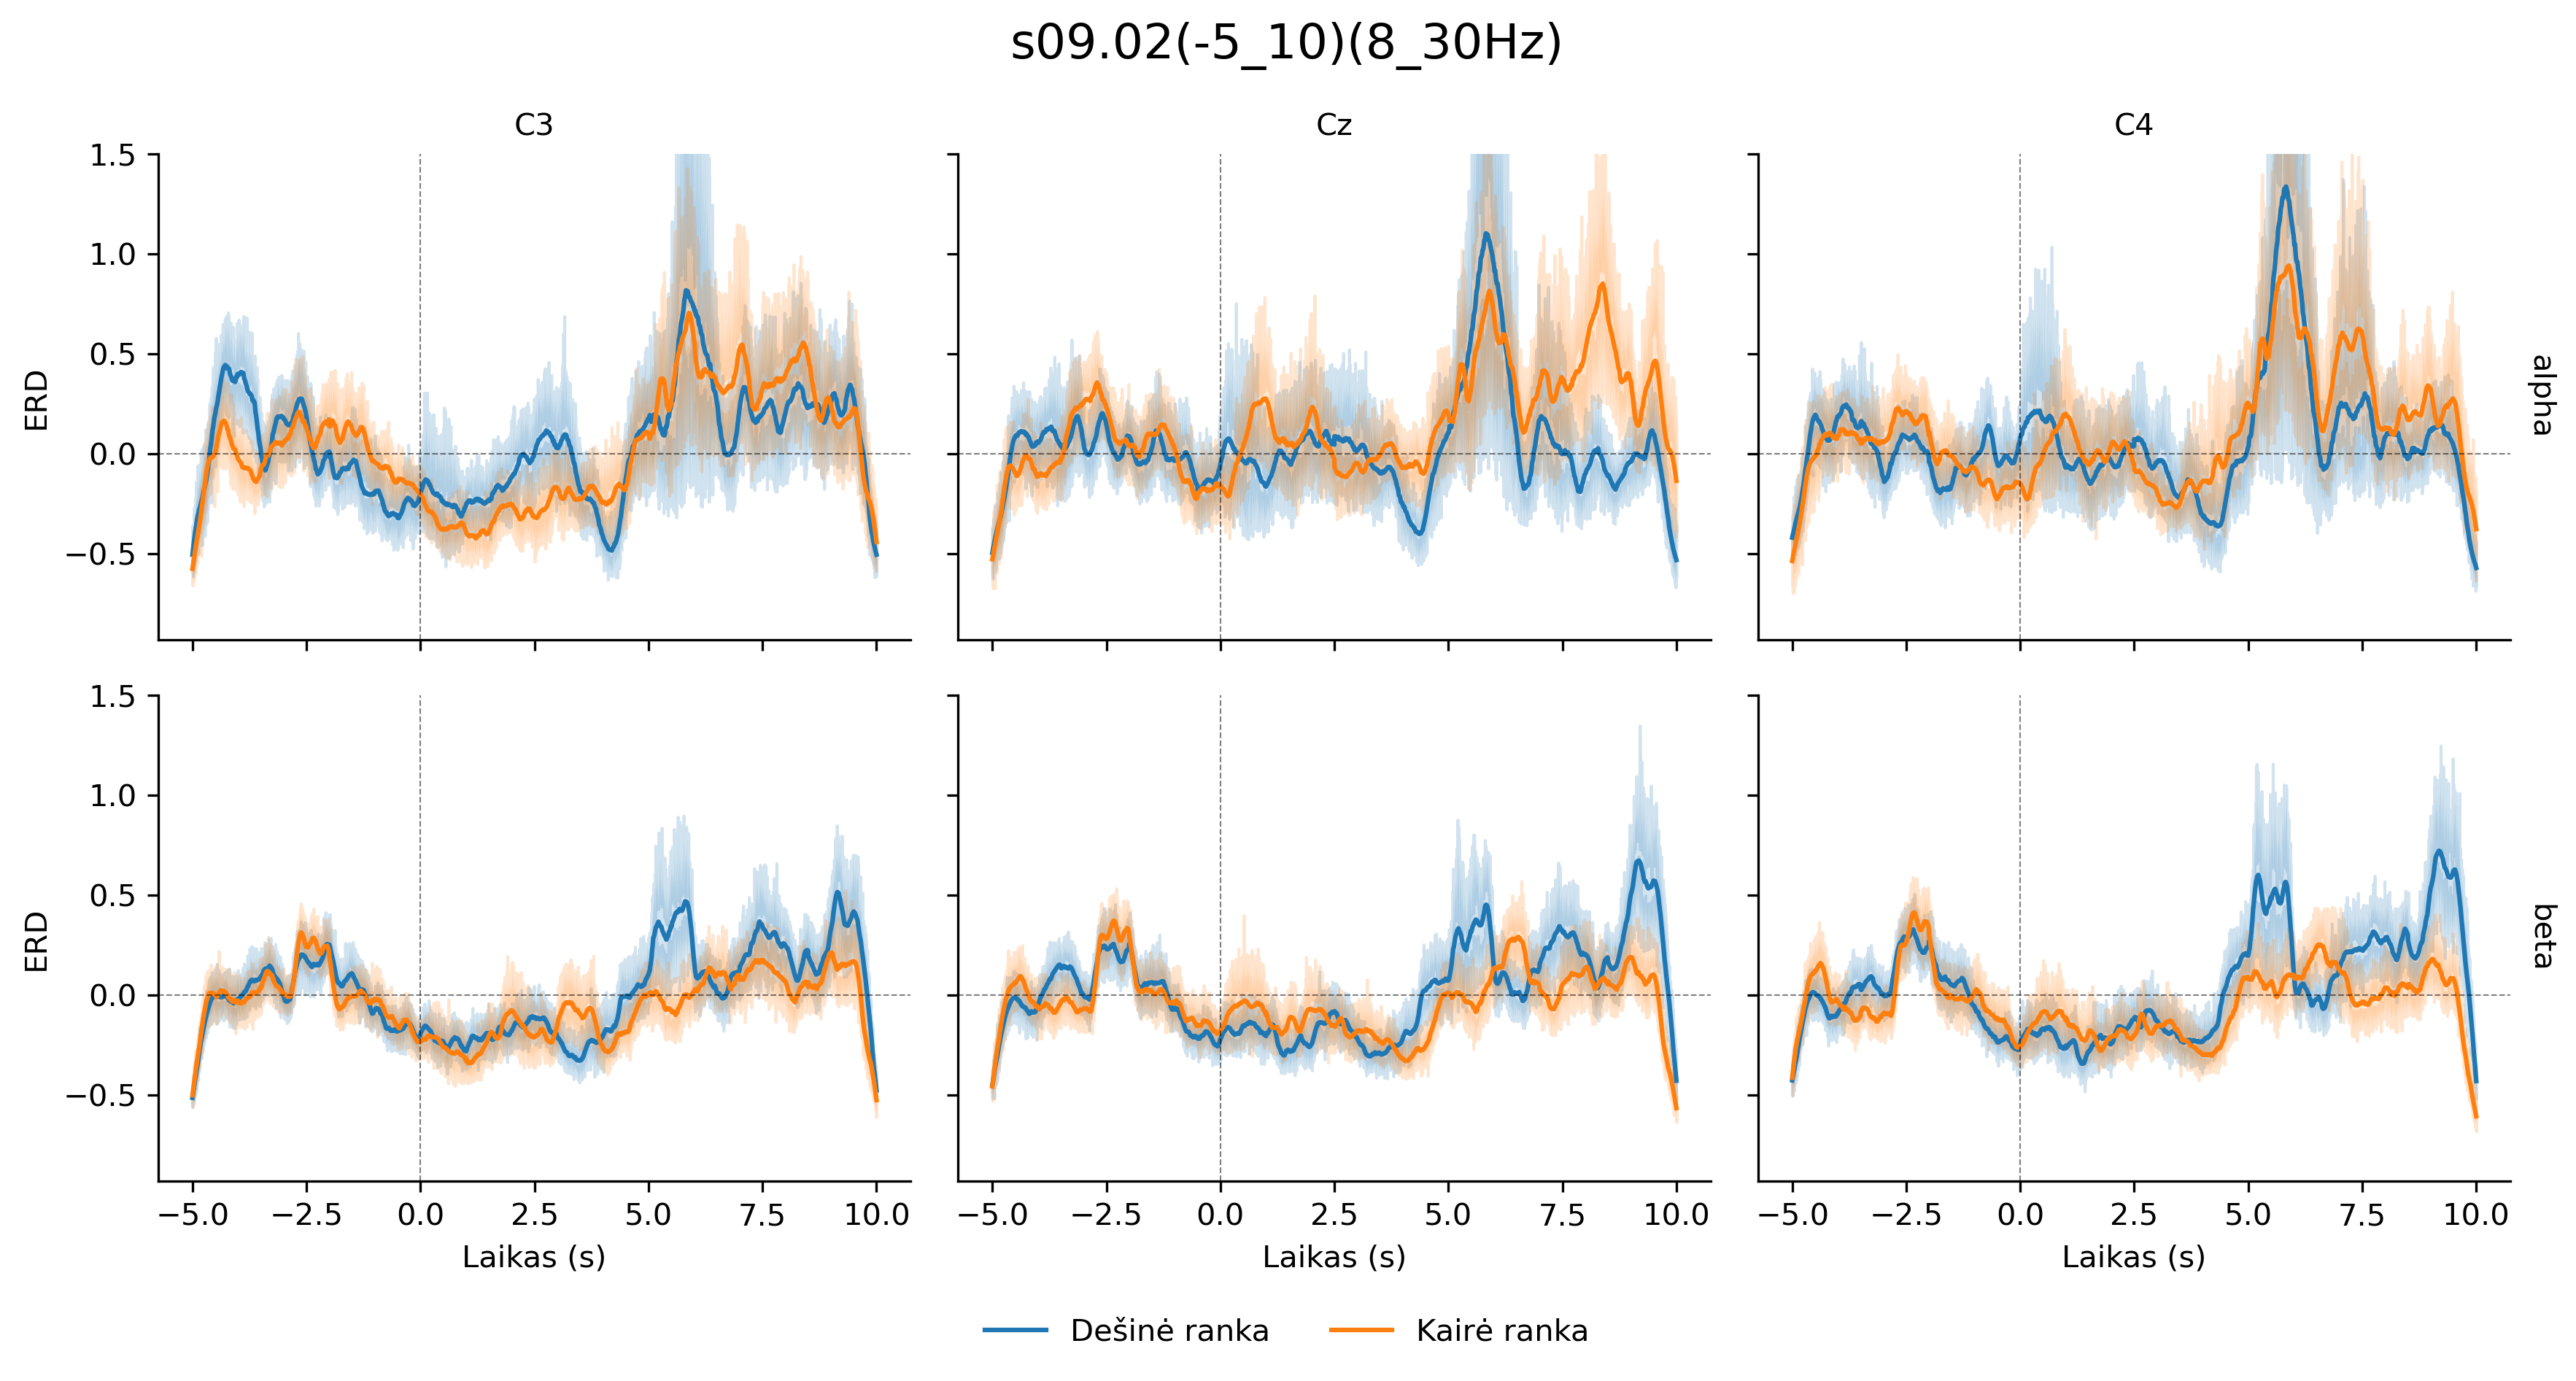 s09.02(-5_10)(8_30Hz)
C3 Cz C4
1.5
1.0
0.5
0.0
−0.5
ERD
alpha
1.5
1.0
0.5
0.0
−0.5
ERD
beta
−5.0 −2.5 0.0 2.5 5.0 7.5 10.0 −5.0 −2.5 0.0 2.5 5.0 7.5 10.0 −5.0 −2.5 0.0 2.5 5.0 7.5 10.0
Laikas (s) Laikas (s) Laikas (s)
Dešinė ranka Kairė ranka